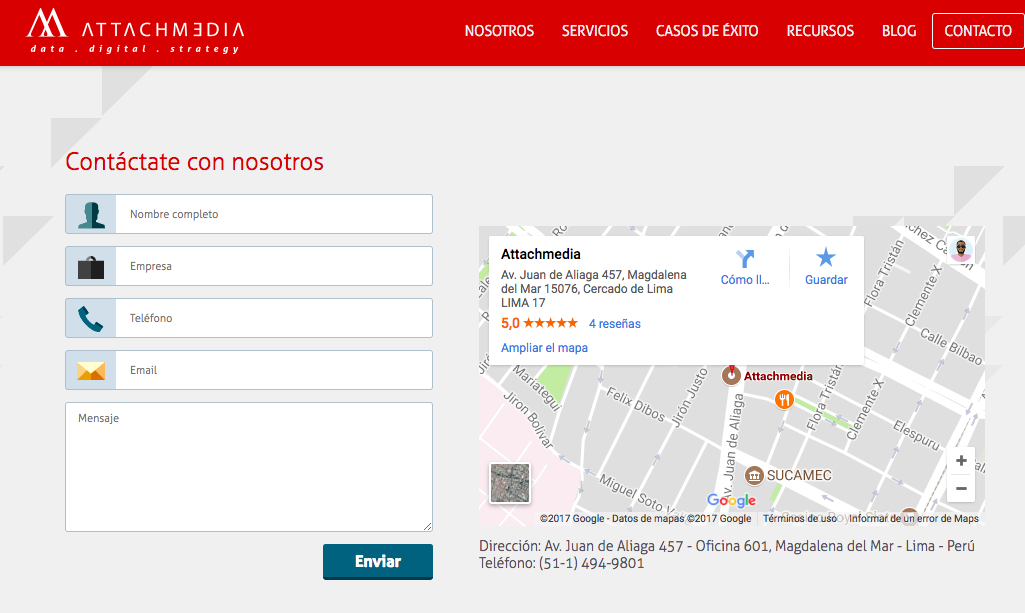 ATTACHMEDIA
data . digital . strategy
NOSOTROS
SERVICIOS
CASOS DE ÉXITO
RECURSOS
BLOG
CONTACTO
Contáctate con nosotros
Nombre completo
Empresa
Teléfono
Email
Mensaje
Enviar
Attachmedia
Av. Juan de Aliaga 457, Magdalena
del Mar 15076, Cercado de Lima
LIMA 17
5,0
4 reseñas
Ampliar el mapa
Cómo ll...
Guardar
Flora Tristán
Clemente X
Calle Bilbao
Mariategui
Jiron Bolivar
Felix Dibos
Jirón Justo
Av. Juan de Aliaga
Attachmedia
Flora Tristán
Clemente X
Elespuru
SUCAMEC
Miguel Soto
Google
+
−
©2017 Google - Datos de mapas ©2017 Google
Términos de uso
Informar de un error de Maps
Dirección: Av. Juan de Aliaga 457 - Oficina 601, Magdalena del Mar - Lima - Perú
Teléfono: (51-1) 494-9801